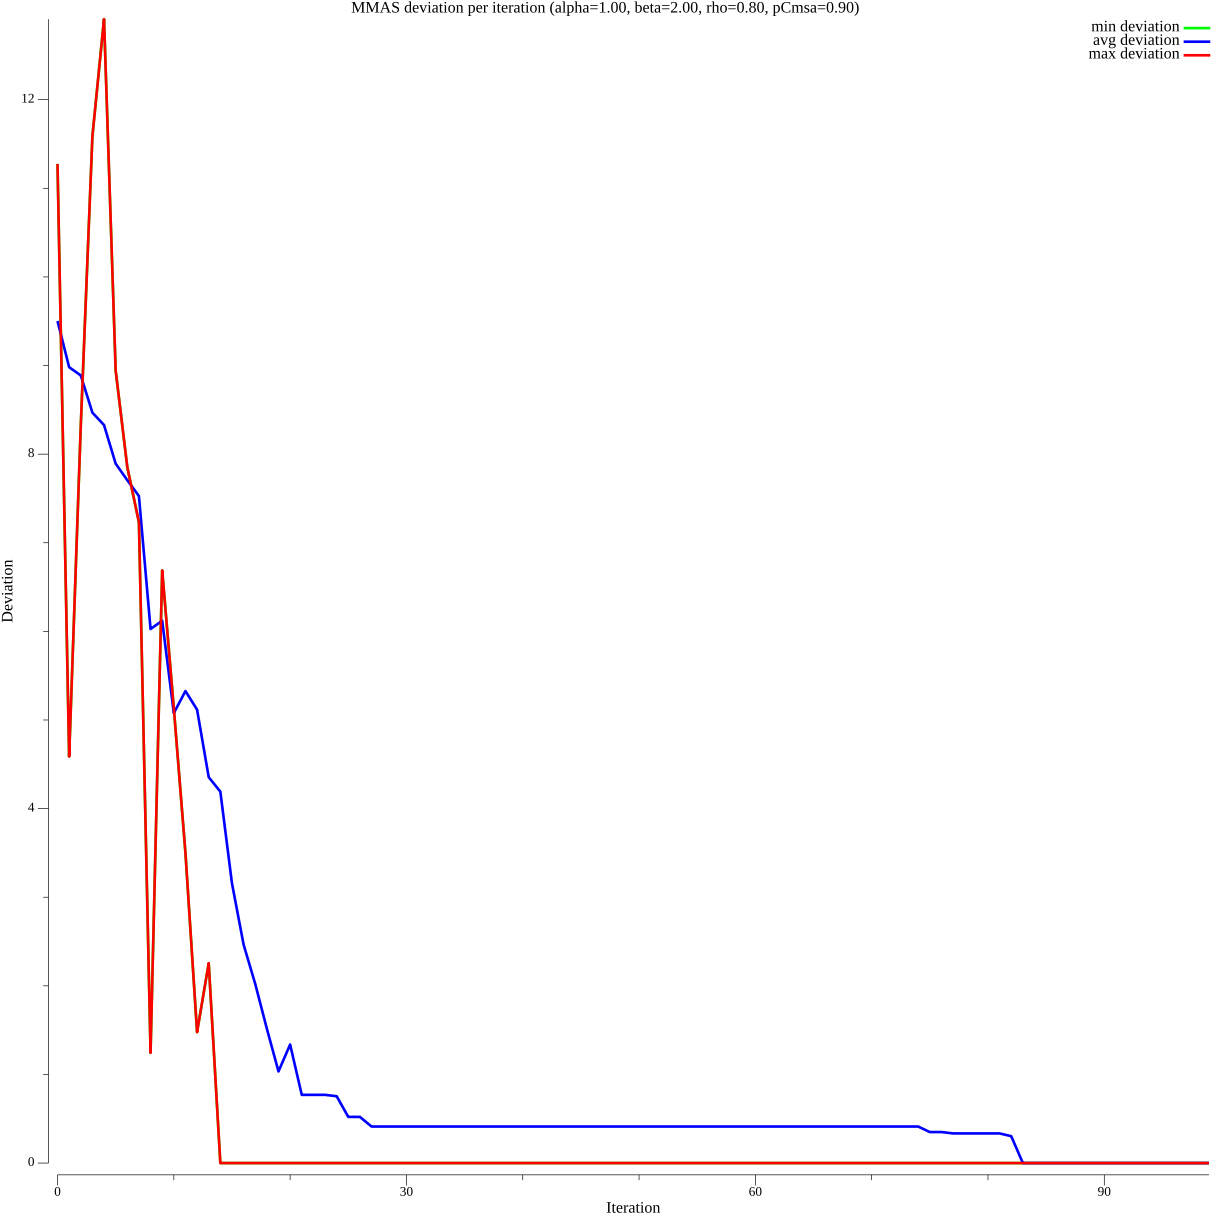 MMAS deviation per iteration (alpha=1.00, beta=2.00, rho=0.80, pCmsa=0.90)
min deviation
avg deviation
max deviation
12
8
4
0
Deviation
0
30
60
90
Iteration